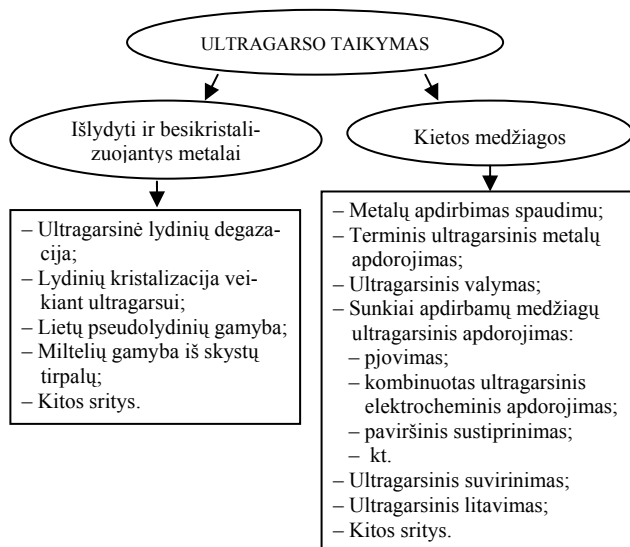 ULTRAGARSO TAIKYMAS
Išlydyti ir besikristali-
zuojantys metalai
Kietos medžiagos
– Ultragarsinė lydinių degaza-
cija;
– Lydinių kristalizacija vei-
kiant ultragarsui;
– Lietų pseudolydinių gamyba;
– Miltelių gamyba iš skystų
tirpalų;
– Kitos sritys.
– Metalų apdirbimas spaudimu;
– Terminis ultragarsinis metalų
apdorojimas;
– Ultragarsinis valymas;
– Sunkiai apdirbamų medžiagų
ultragarsinis apdorojimas:
– pjovimas;
– kombinuotas ultragarsinis
elektrocheminis apdorojimas;
– paviršinis sustiprinimas;
– kt.
– Ultragarsinis suvirinimas;
– Ultragarsinis litavimas;
– Kitos sritys.